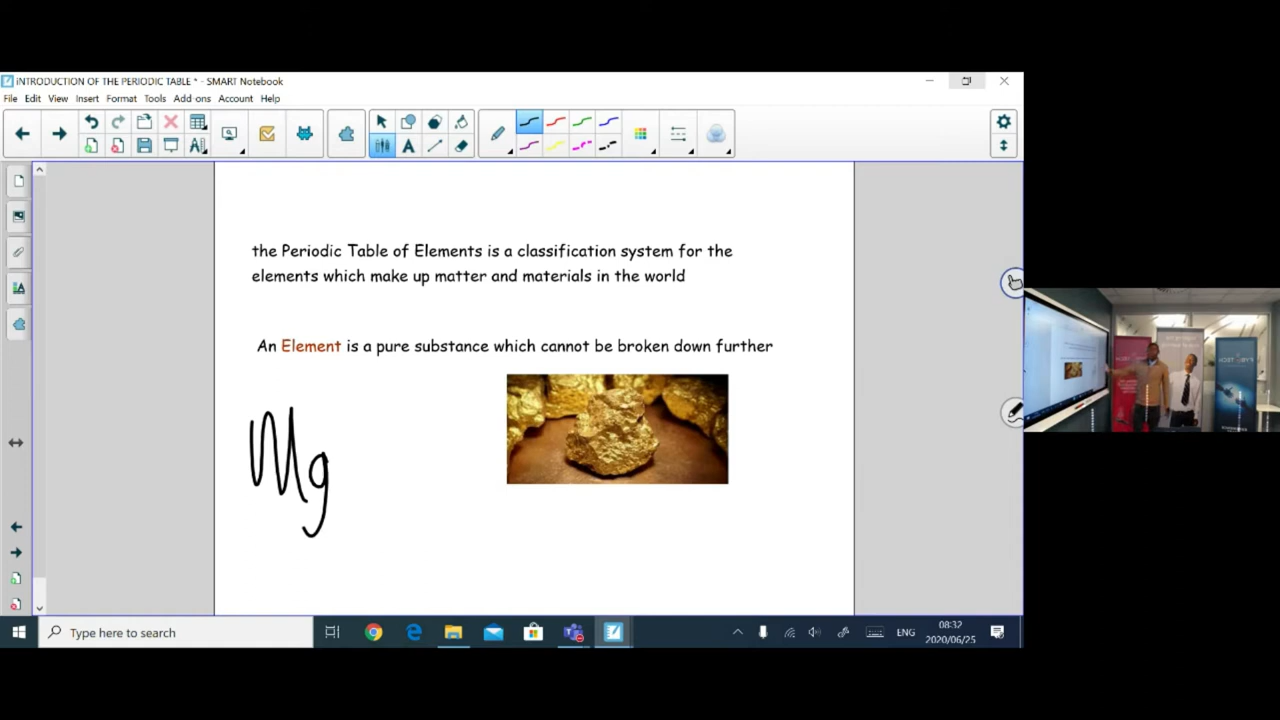 iNTRODUCTION OF THE PERIODIC TABLE * - SMART Notebook
File Edit View Insert Format Tools Add-ons Account Help
the Periodic Table of Elements is a classification system for the
elements which make up matter and materials in the world
An Element is a pure substance which cannot be broken down further
Mg
Type here to search
ENG
08:32
2020/06/25